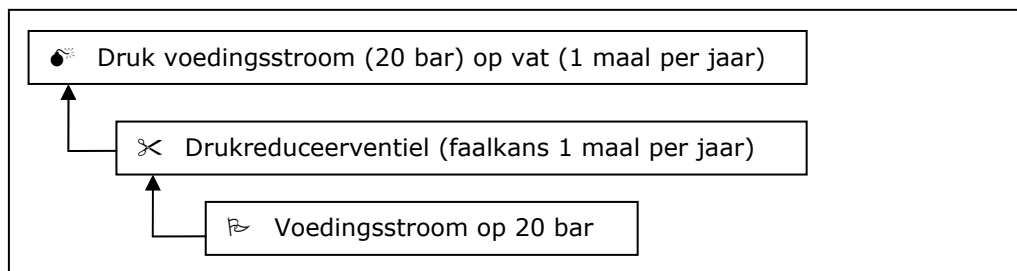 Druk voedingsstroom (20 bar) op vat (1 maal per jaar)
Drukreduceerventiel (faalkans 1 maal per jaar)
Voedingsstroom op 20 bar